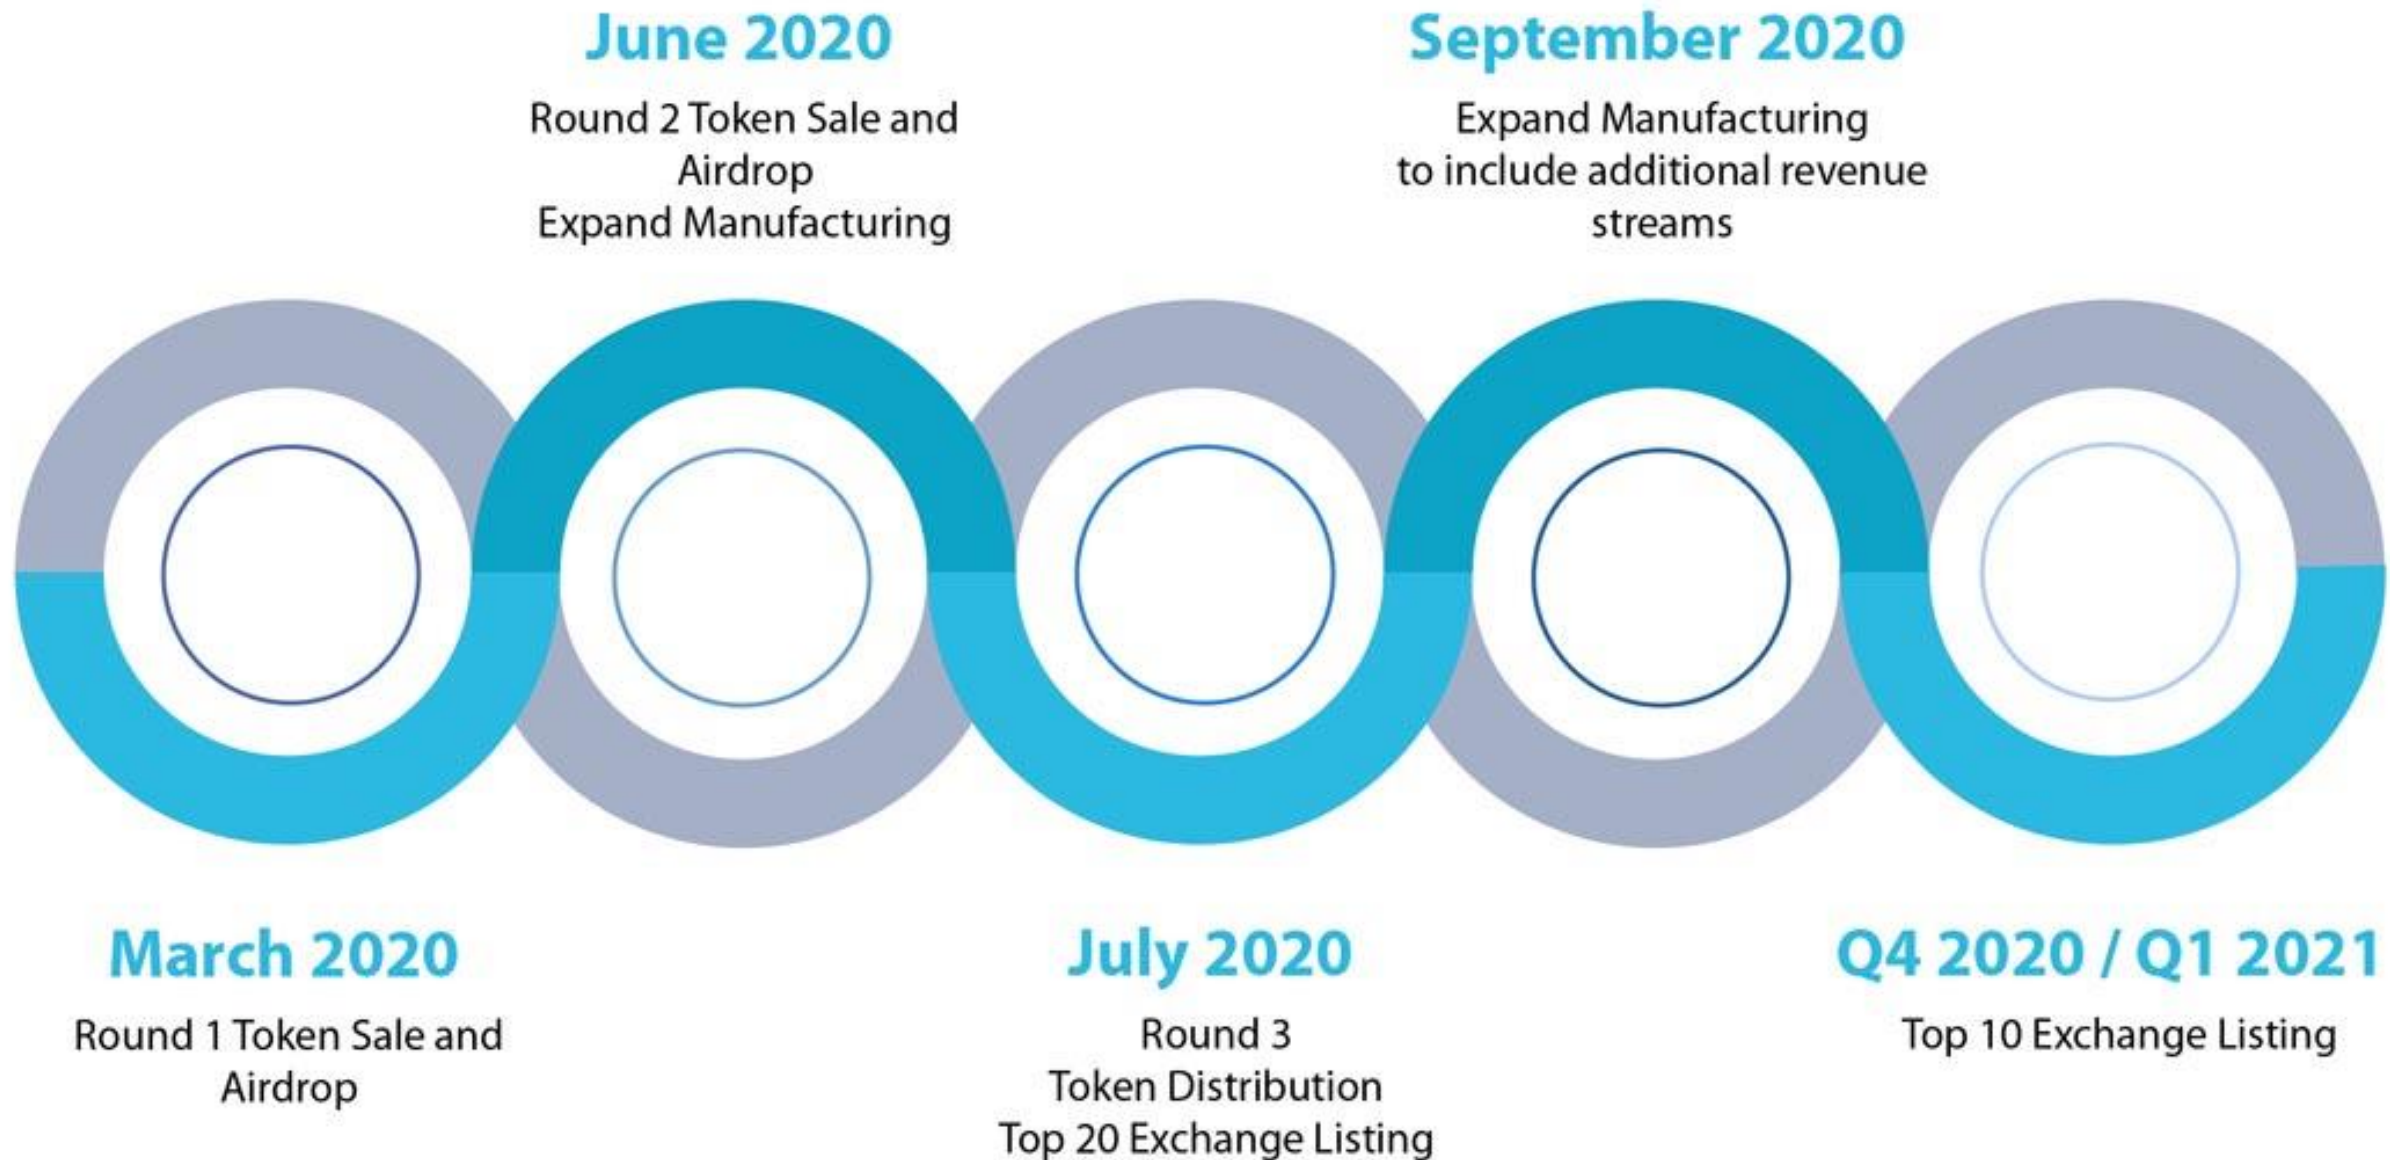 June 2020
Round 2 Token Sale and
Airdrop
Expand Manufacturing
September 2020
Expand Manufacturing
to include additional revenue
streams
March 2020
Round 1 Token Sale and
Airdrop
July 2020
Round 3
Token Distribution
Top 20 Exchange Listing
Q4 2020 / Q1 2021
Top 10 Exchange Listing